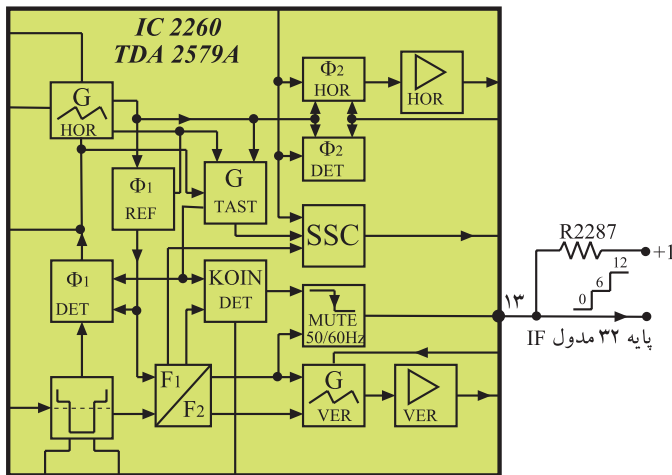 IC 2260
TDA 2579A
G
HOR
Φ2
HOR
HOR
Φ2
DET
Φ1
REF
G
TAST
SSC
R2287
+1
12
6
0
۱۳
پایه ۳۲ مدول IF
Φ1
DET
KOIN
DET
MUTE
50/60Hz
F1
F2
G
VER
VER